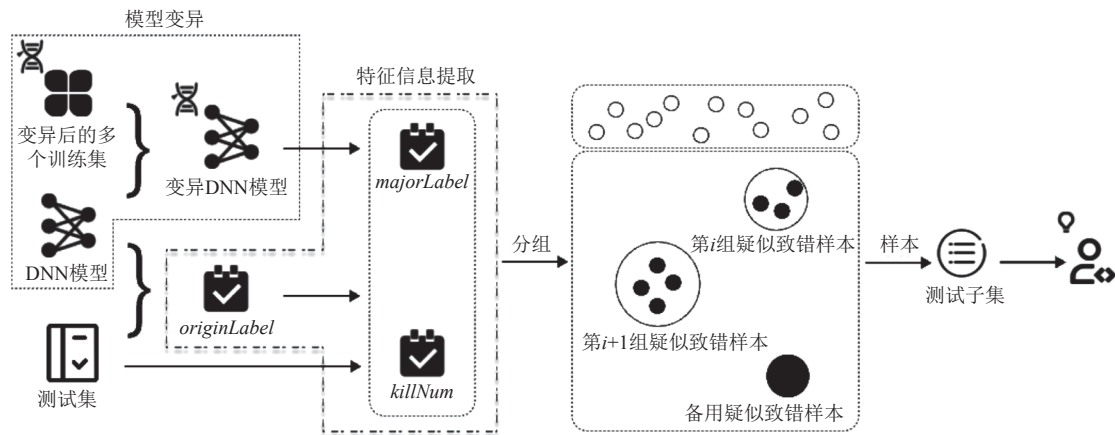 模型变异
变异后的多
个训练集
变异DNN模型
DNN模型
测试集
特征信息提取
majorLabel
originLabel
killNum
分组
第i组疑似致错样本
第i+1组疑似致错样本
备用疑似致错样本
样本
测试子集